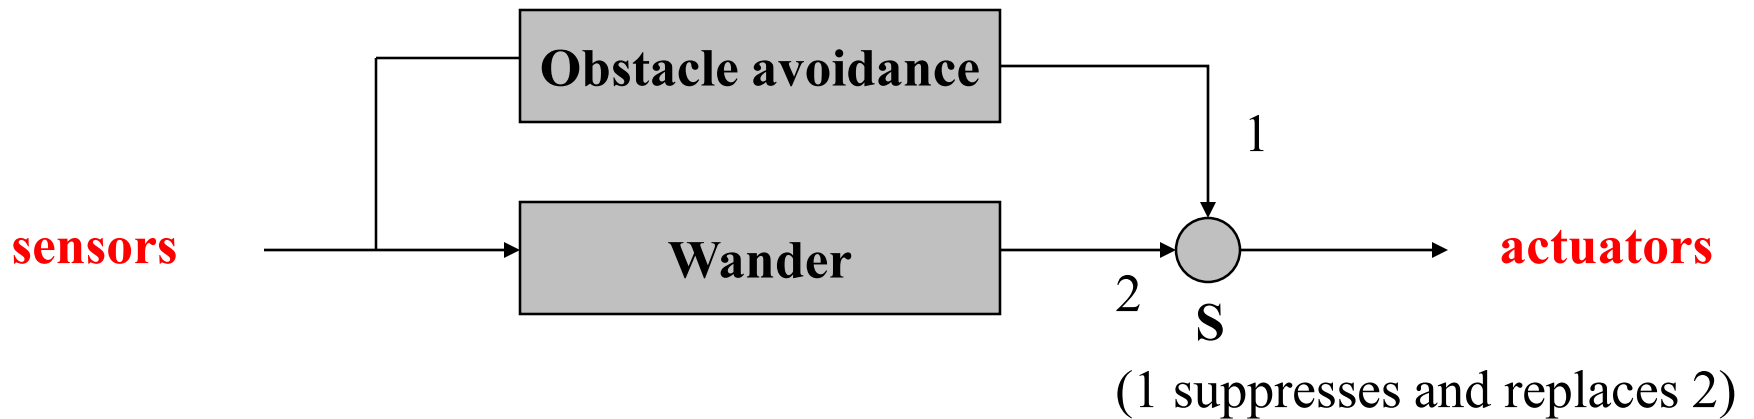 Obstacle avoidance
1
sensors
Wander
actuators
2
S
(1 suppresses and replaces 2)